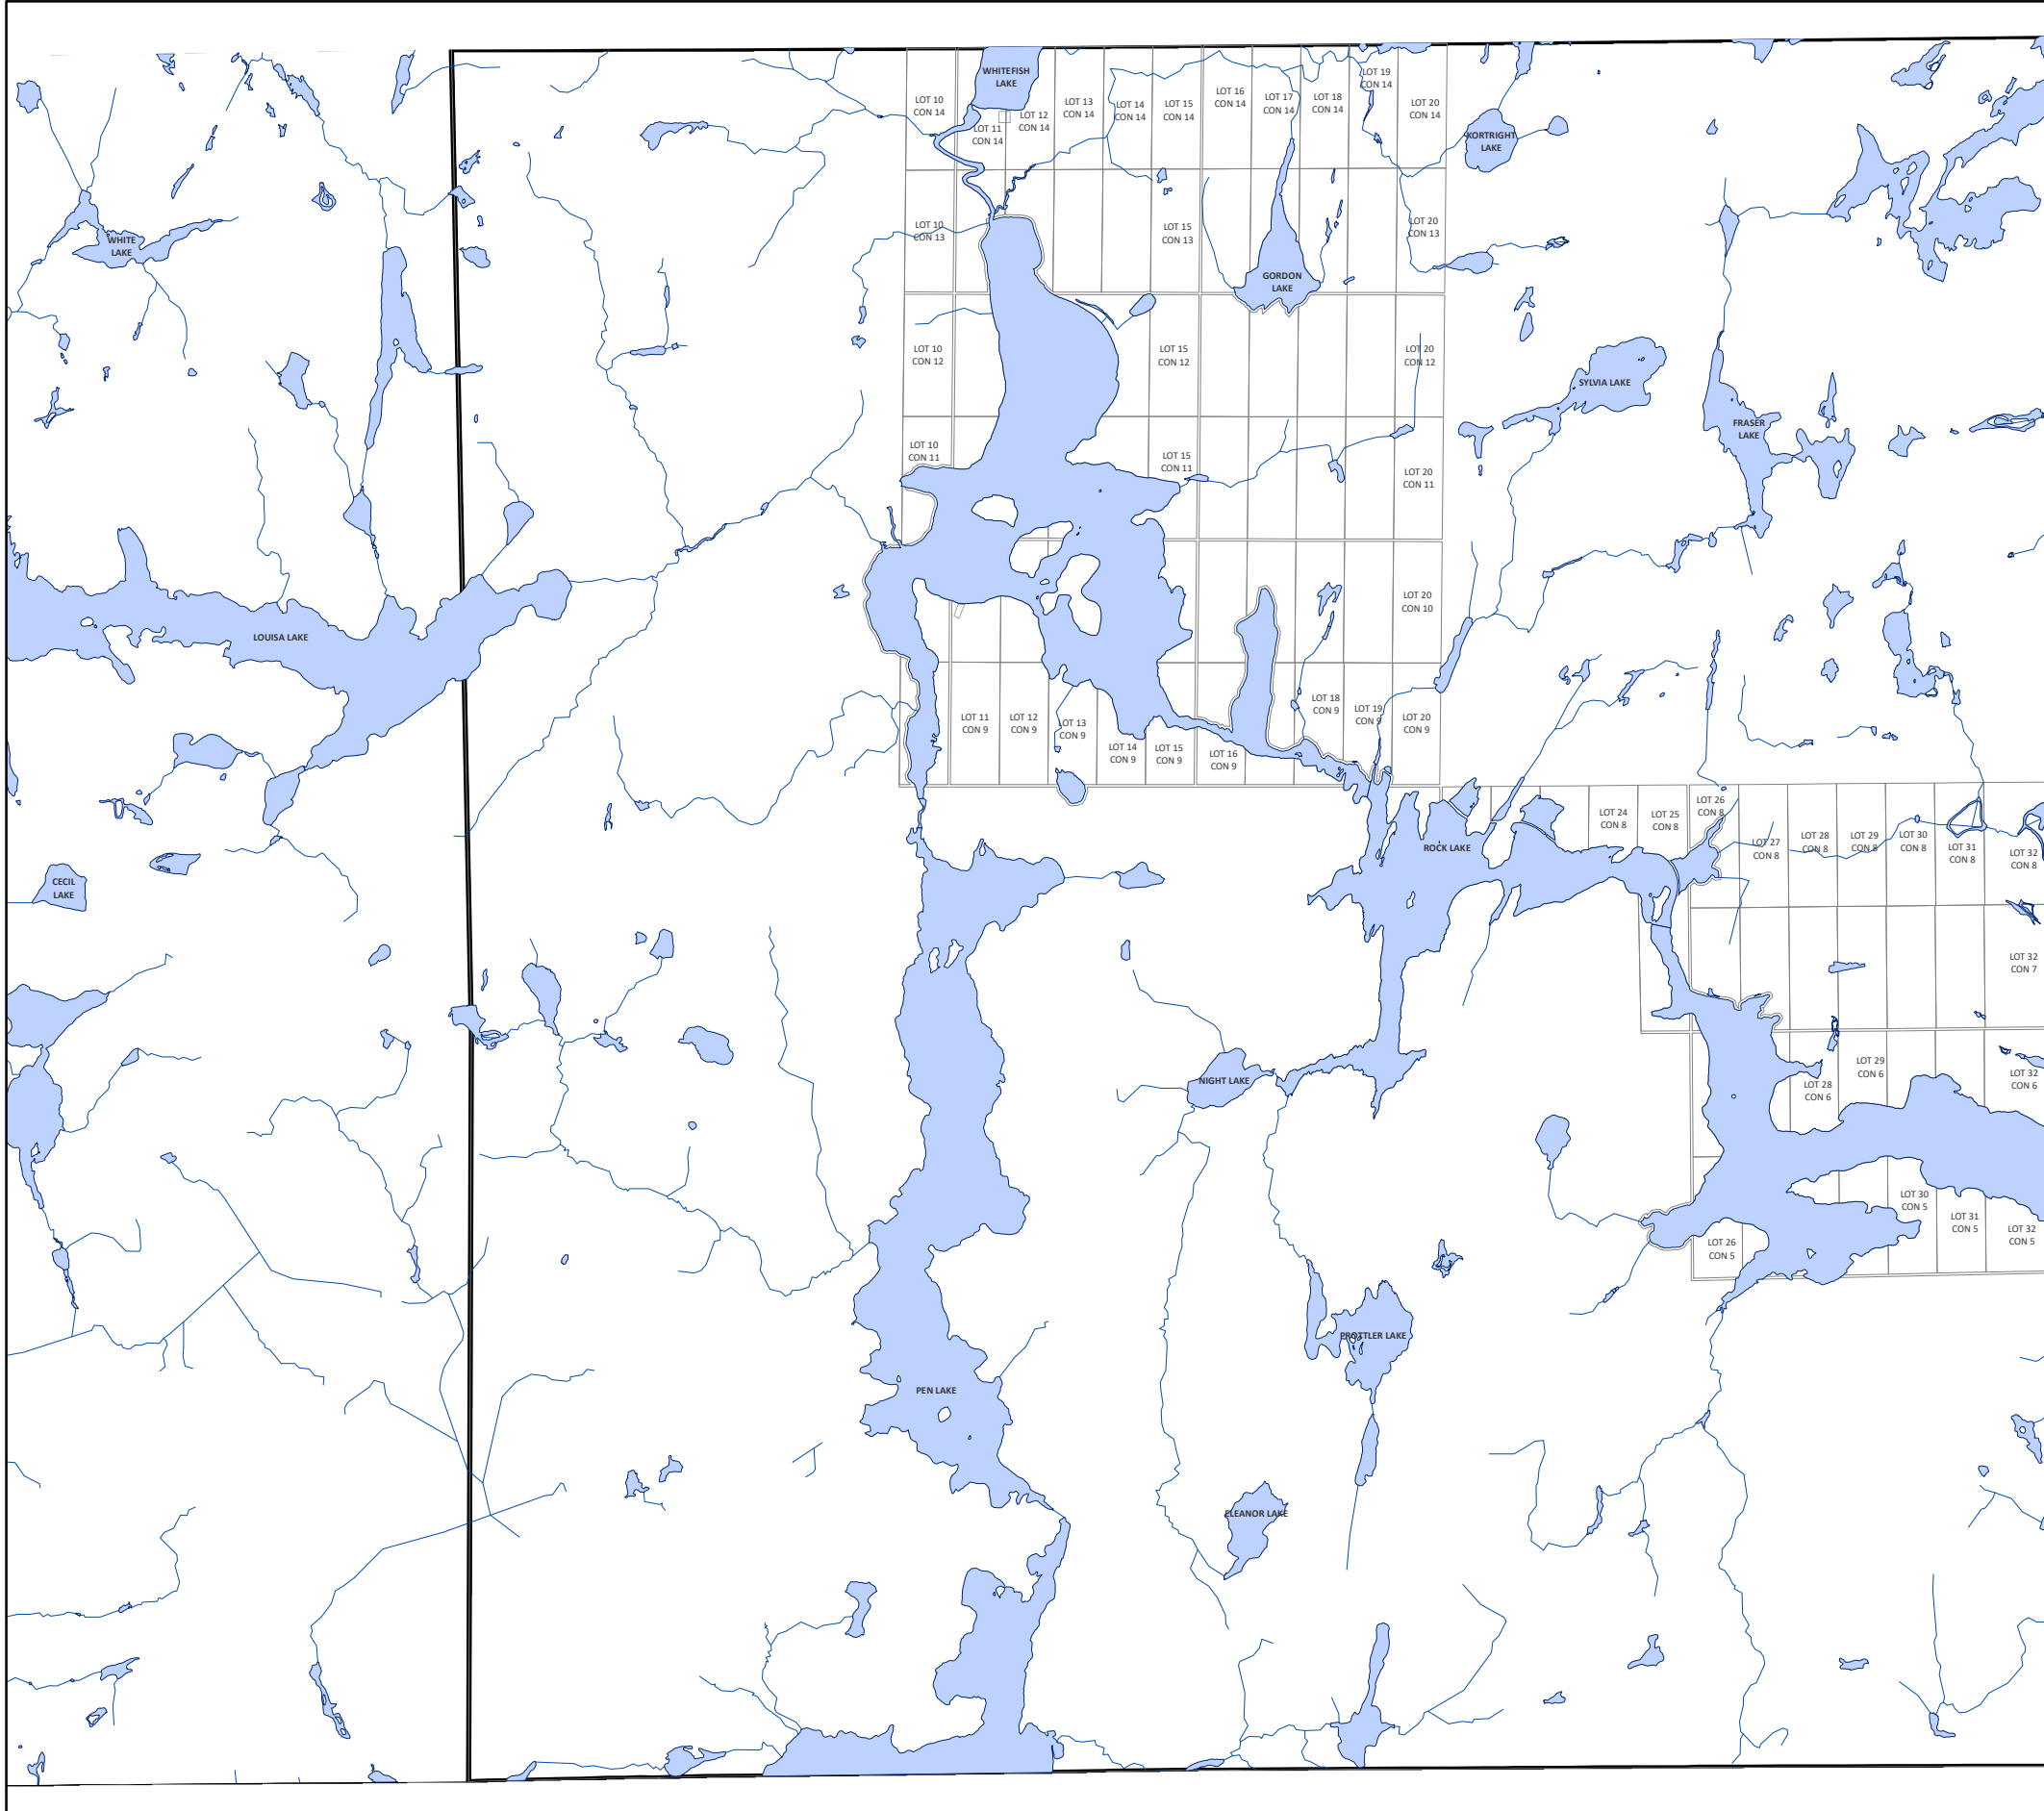 WHITEFISH
LAKE
LOT 10
CON 14
LOT 11
CON 14
LOT 12
CON 14
LOT 13
CON 14
LOT 14
CON 14
LOT 15
CON 14
LOT 16
CON 14
LOT 17
CON 14
LOT 18
CON 14
LOT 19
CON 14
LOT 20
CON 14
KORTRIGHT
LAKE
WHITE
LAKE
LOT 10
CON 13
LOT 15
CON 13
LOT 20
CON 13
GORDON
LAKE
LOT 10
CON 12
LOT 15
CON 12
LOT 20
CON 12
SYLVIA LAKE
FRASER
LAKE
LOT 10
CON 11
LOT 15
CON 11
LOT 20
CON 11
LOT 20
CON 10
LOUISA LAKE
LOT 11
CON 9
LOT 12
CON 9
LOT 13
CON 9
LOT 14
CON 9
LOT 15
CON 9
LOT 16
CON 9
LOT 18
CON 9
LOT 19
CON 9
LOT 20
CON 9
ROCK LAKE
LOT 24
CON 8
LOT 25
CON 8
LOT 26
CON 8
LOT 27
CON 8
LOT 28
CON 8
LOT 29
CON 8
LOT 30
CON 8
LOT 31
CON 8
LOT 32
CON 8
CECIL
LAKE
LOT 32
CON 7
NIGHT LAKE
LOT 28
CON 6
LOT 29
CON 6
LOT 32
CON 6
LOT 26
CON 5
LOT 30
CON 5
LOT 31
CON 5
LOT 32
CON 5
PROTTLER LAKE
PEN LAKE
ELEANOR LAKE